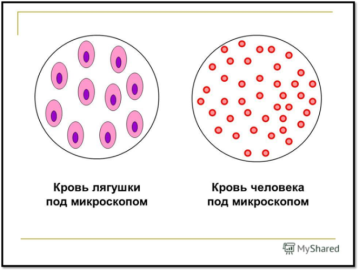 Кровь лягушки
под микроскопом
Кровь человека
под микроскопом
MyShared